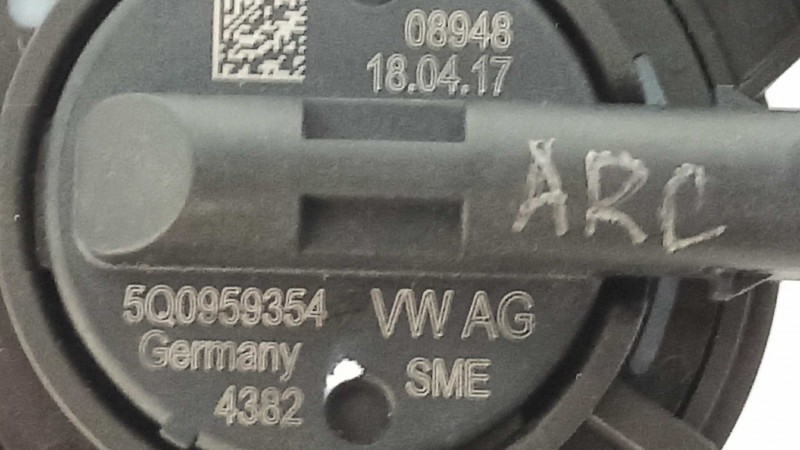 08948
18.04.17
ARC
5Q0959354 VW AG
Germany SME
4382